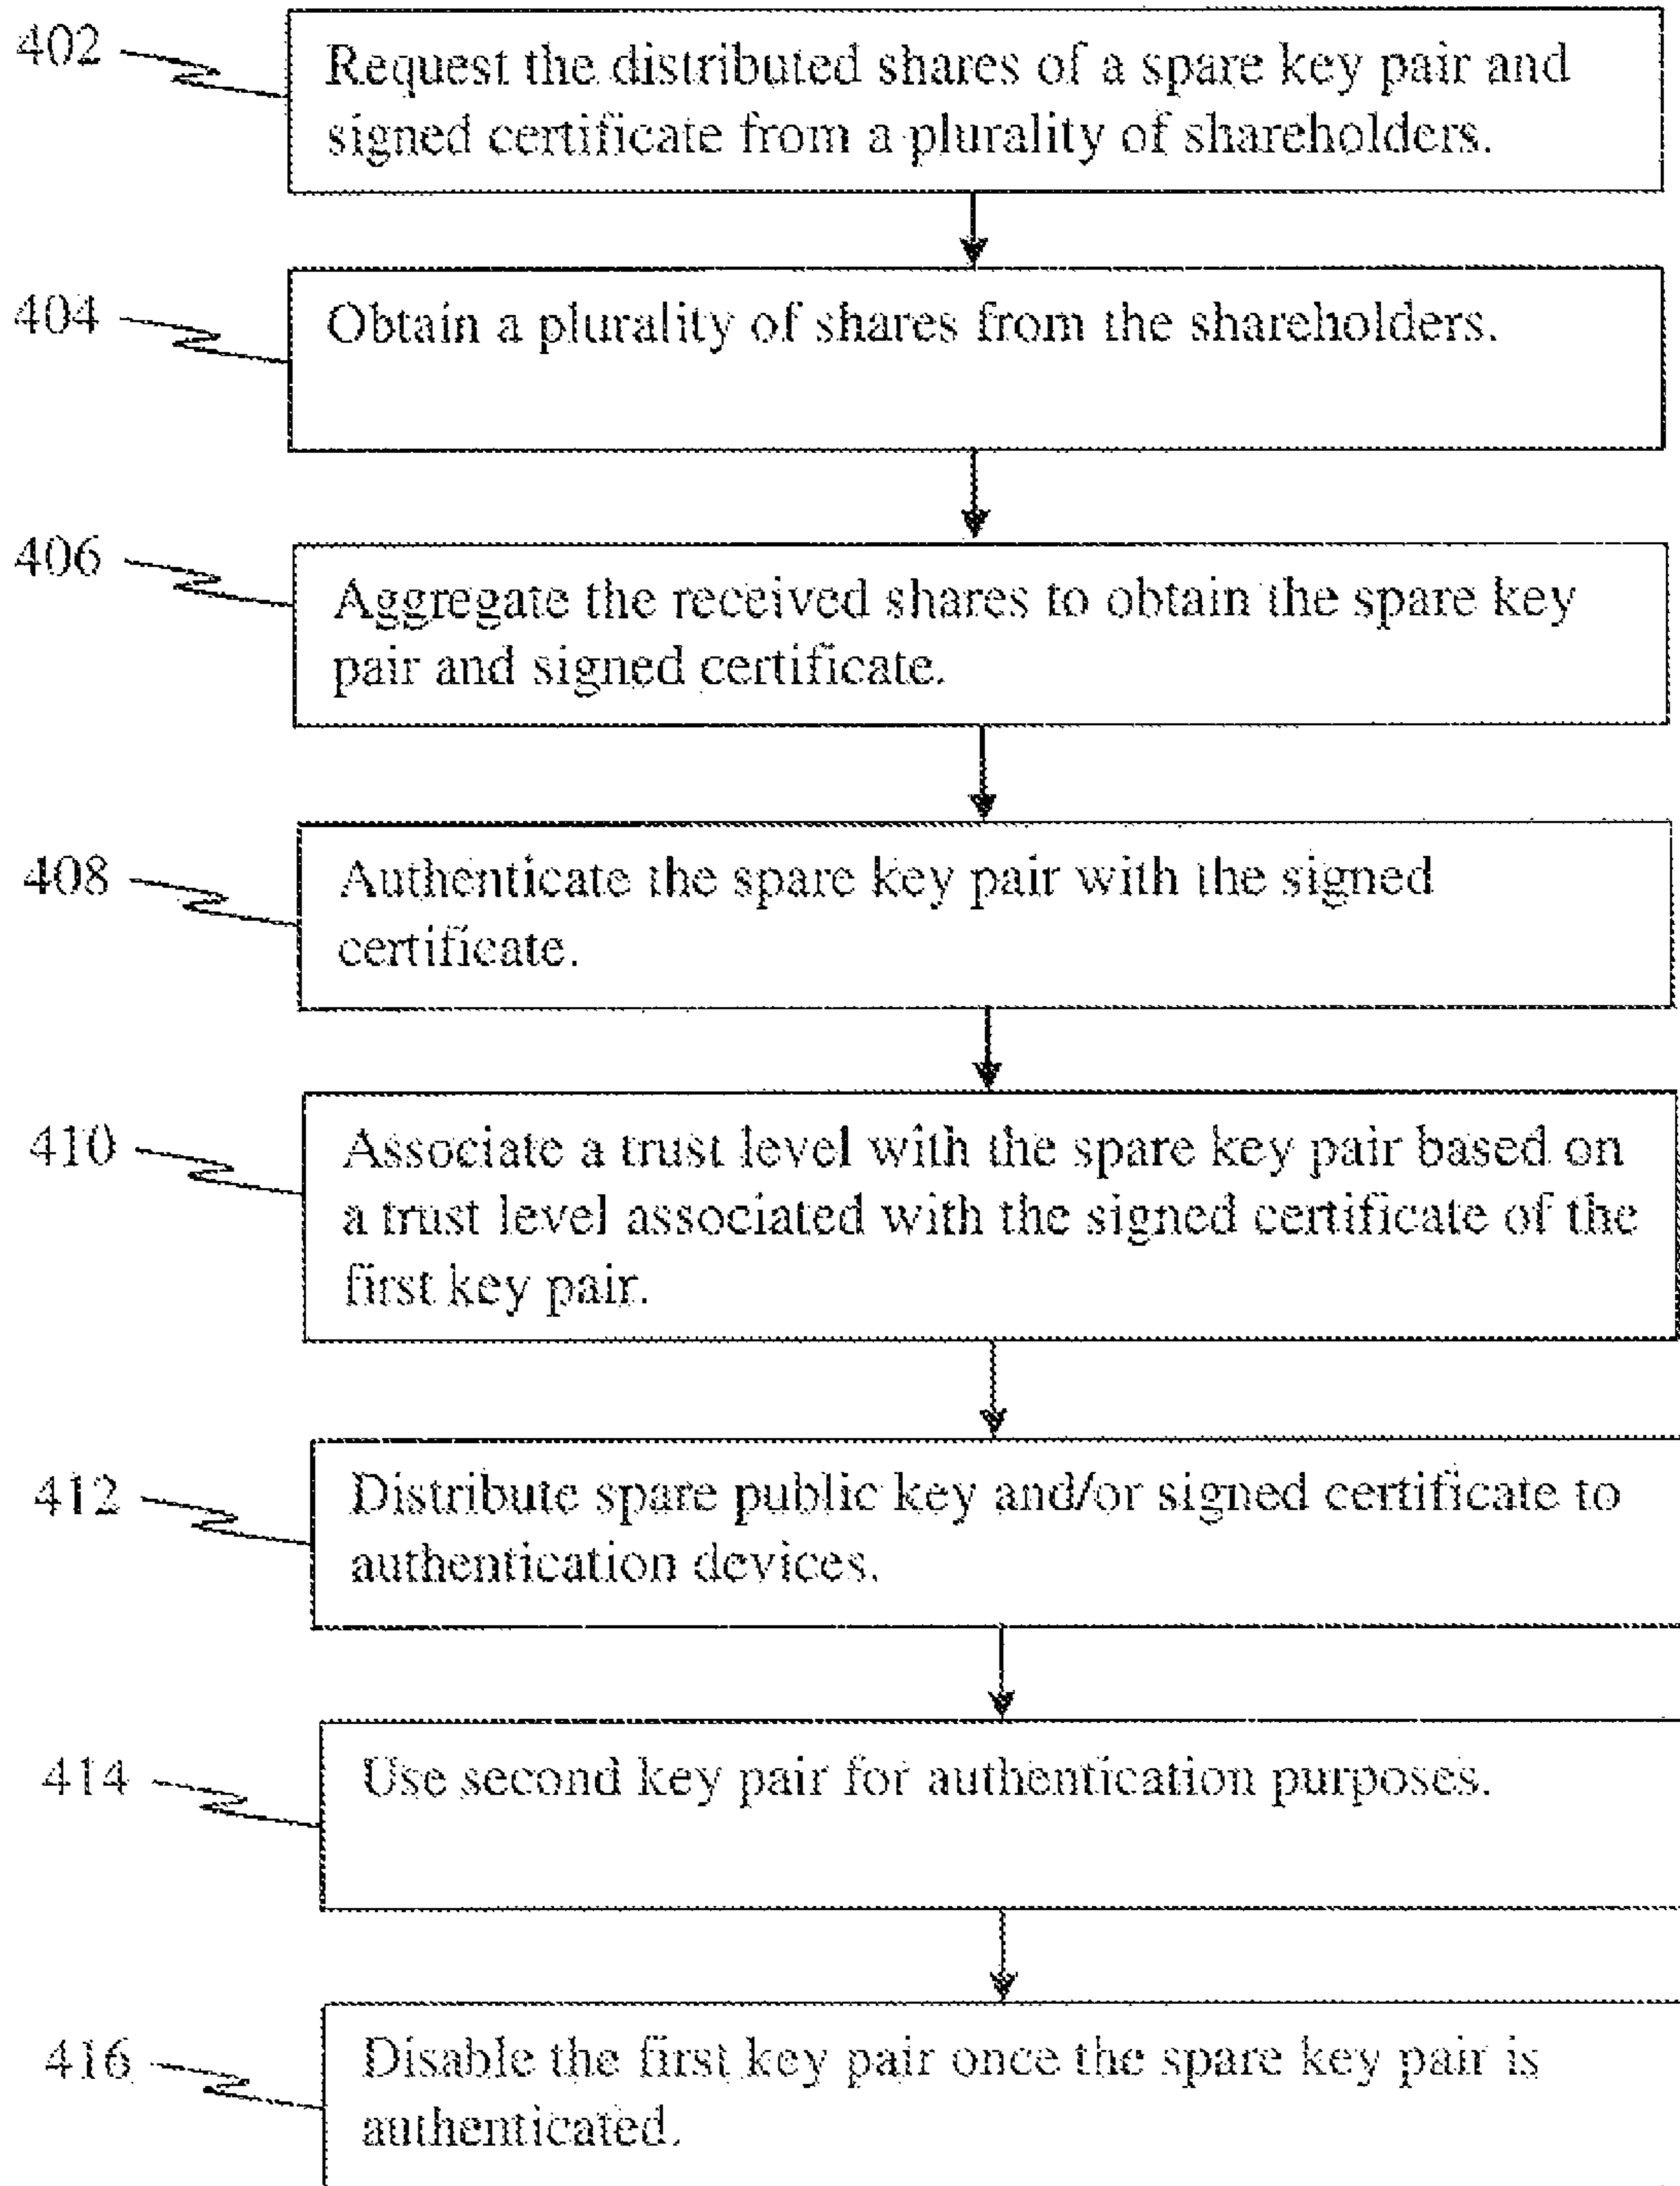 402
Request the distributed shares of a spare key pair and
signed certificate from a plurality of shareholders.
404
Obtain a plurality of shares from the shareholders.
406
Aggregate the received shares to obtain the spare key
pair and signed certificate.
408
Authenticate the spare key pair with the signed
certificate.
410
Associate a trust level with the spare key pair based on
a trust level associated with the signed certificate of the
first key pair.
412
Distribute spare public key and/or signed certificate to
authentication devices.
414
Use second key pair for authentication purposes.
416
Disable the first key pair once the spare key pair is
authenticated.